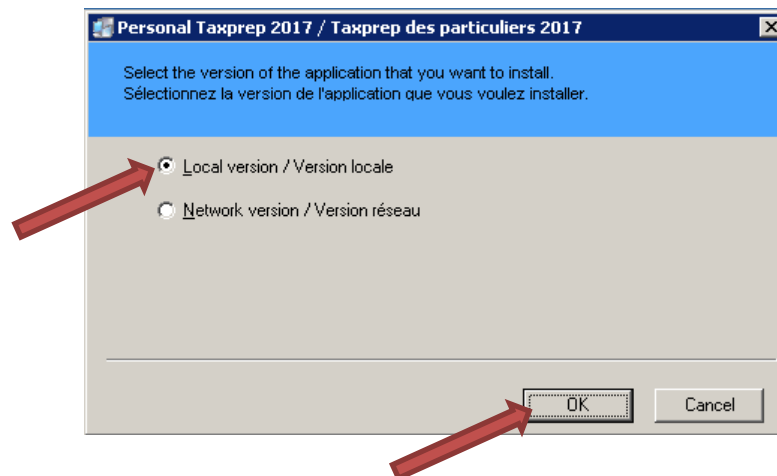 Personal Taxprep 2017 / Taxprep des particuliers 2017
Select the version of the application that you want to install.
Sélectionnez la version de l'application que vous voulez installer.
Local version / Version locale
Network version / Version réseau
OK
Cancel